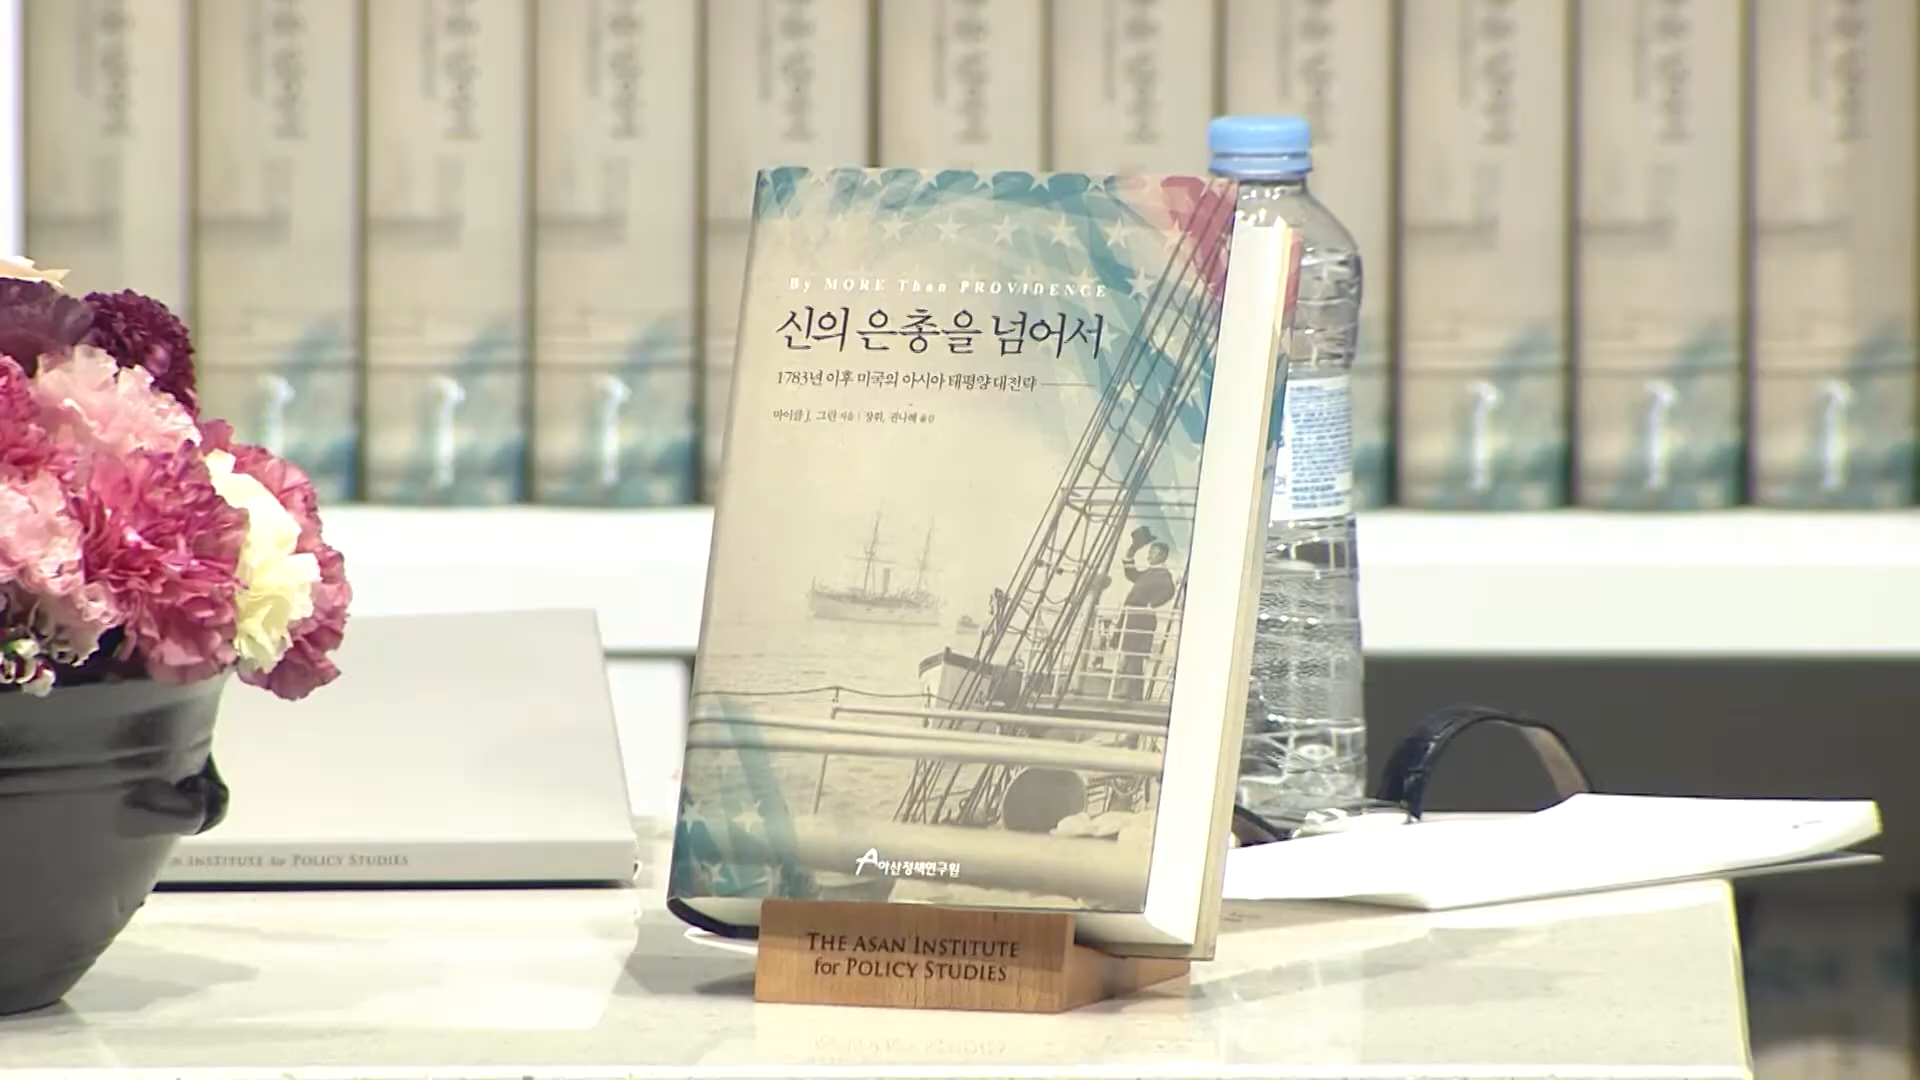 By MORE Than PROVIDENCE
신의 은총을 넘어서
1783년 이후 미국의 아시아 태평양 대전략
마이클 J. 그린 지음 | 장휘, 권나혜 옮김
아산정책연구원
THE ASAN INSTITUTE
for POLICY STUDIES
INSTITUTE for POLICY STUDIES